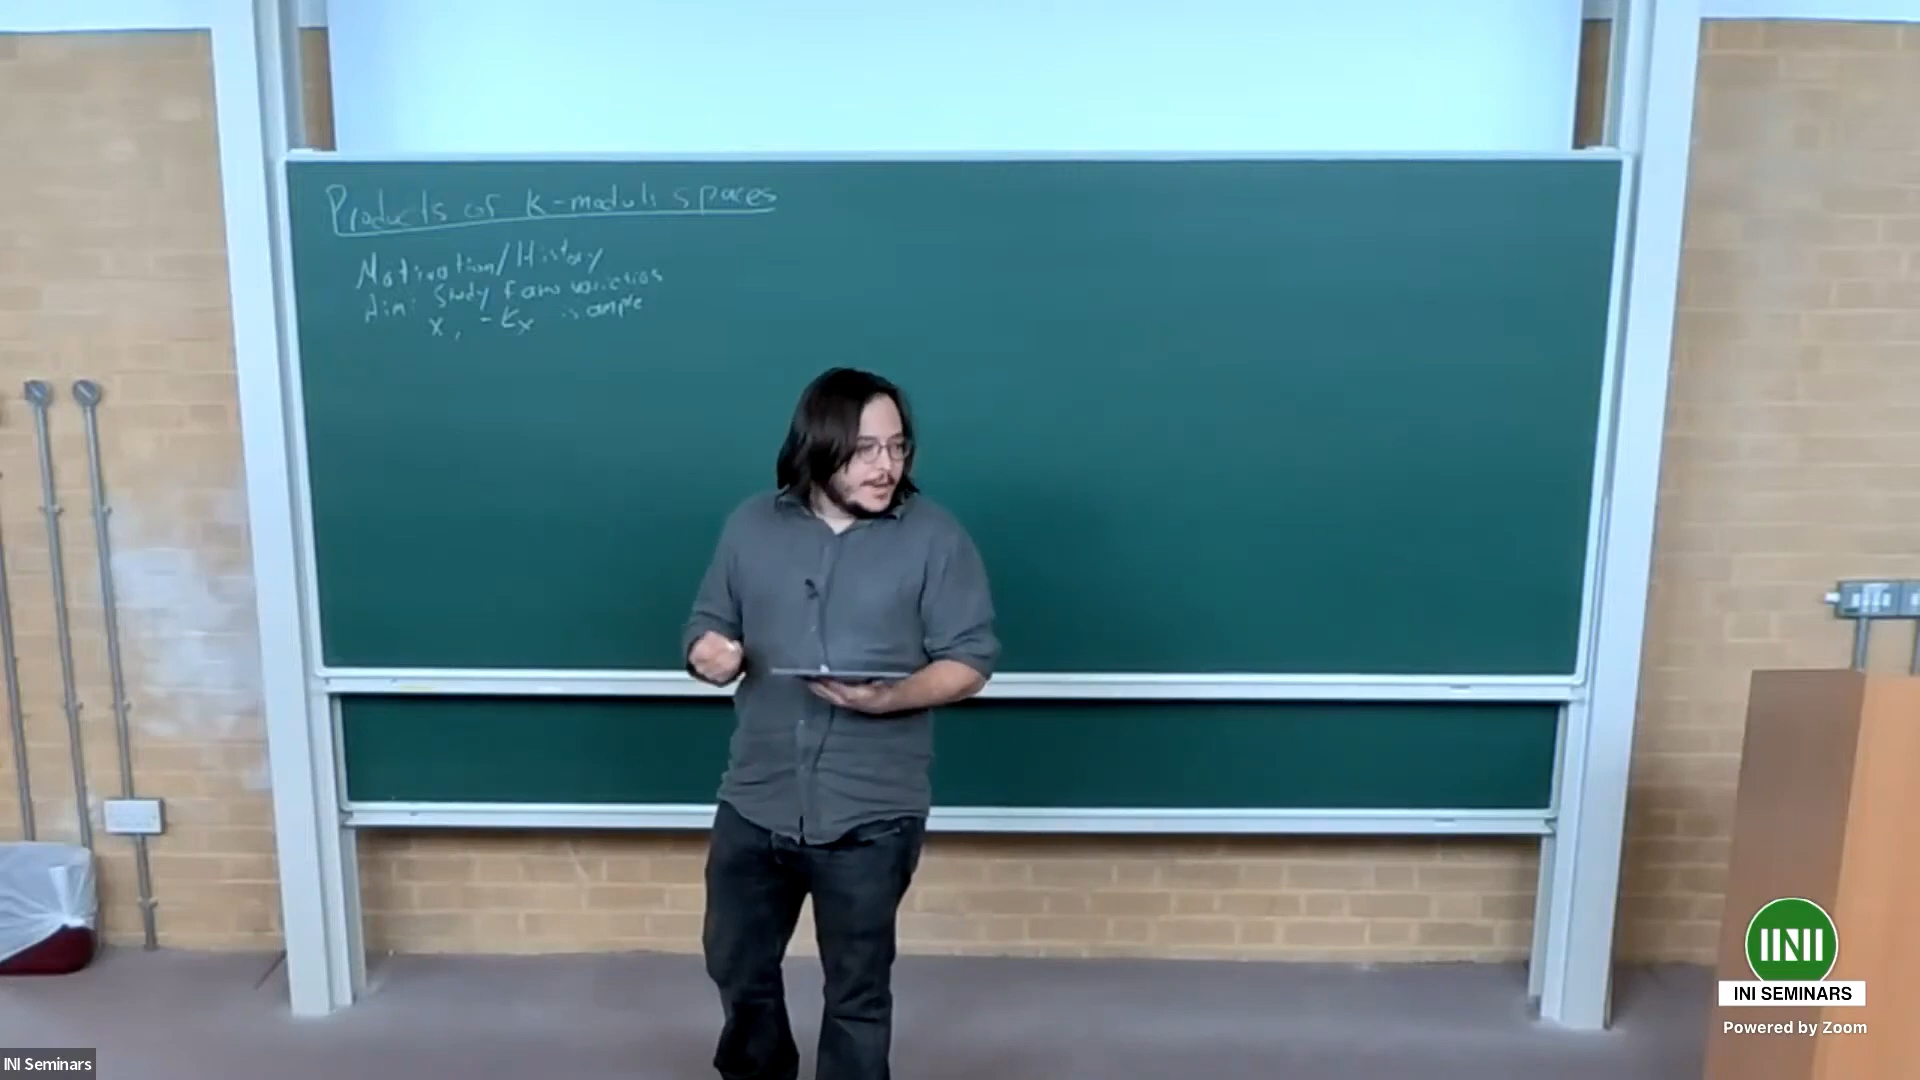 Products of K-moduli spaces
Motivation/History
Aim: Study Fano varieties
X, -K_X is ample
INI
INI SEMINARS
Powered by Zoom
INI Seminars